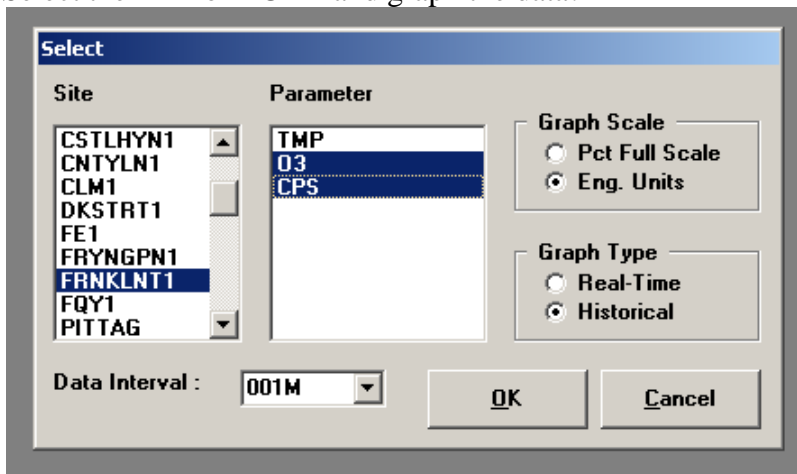 Select
Site
Parameter
CSTLHYN1
CNTYLN1
CLM1
DKSTRT1
FE1
FRYNGPN1
FRNKLNT1
FQY1
PITTAG
TMP
O3
CPS
Graph Scale
Pct Full Scale
Eng. Units
Graph Type
Real-Time
Historical
Data Interval :
001M
OK
Cancel